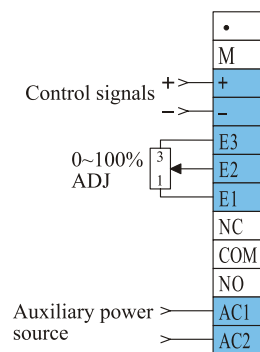 •
M
Control signals + +
− −
E3
0~100% 3 E2
ADJ 1
E1
NC
COM
NO
Auxiliary power AC1
source AC2